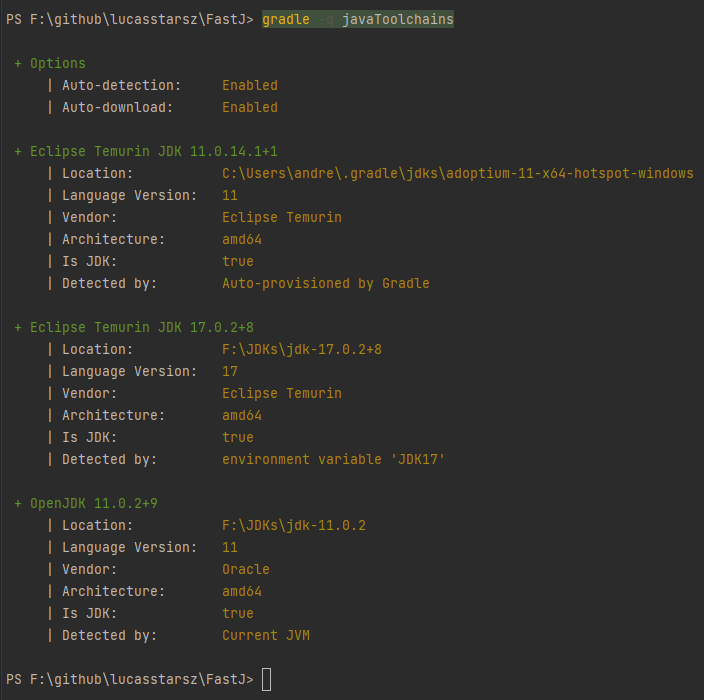 PS F:\github\lucasstarsz\FastJ> gradle -q javaToolchains
+ Options
| Auto-detection: Enabled
| Auto-download: Enabled
+ Eclipse Temurin JDK 11.0.14.1+1
| Location: C:\Users\andre\.gradle\jdks\adoptium-11-x64-hotspot-windows
| Language Version: 11
| Vendor: Eclipse Temurin
| Architecture: amd64
| Is JDK: true
| Detected by: Auto-provisioned by Gradle
+ Eclipse Temurin JDK 17.0.2+8
| Location: F:\JDKs\jdk-17.0.2+8
| Language Version: 17
| Vendor: Eclipse Temurin
| Architecture: amd64
| Is JDK: true
| Detected by: environment variable 'JDK17'
+ OpenJDK 11.0.2+9
| Location: F:\JDKs\jdk-11.0.2
| Language Version: 11
| Vendor: Oracle
| Architecture: amd64
| Is JDK: true
| Detected by: Current JVM
PS F:\github\lucasstarsz\FastJ>